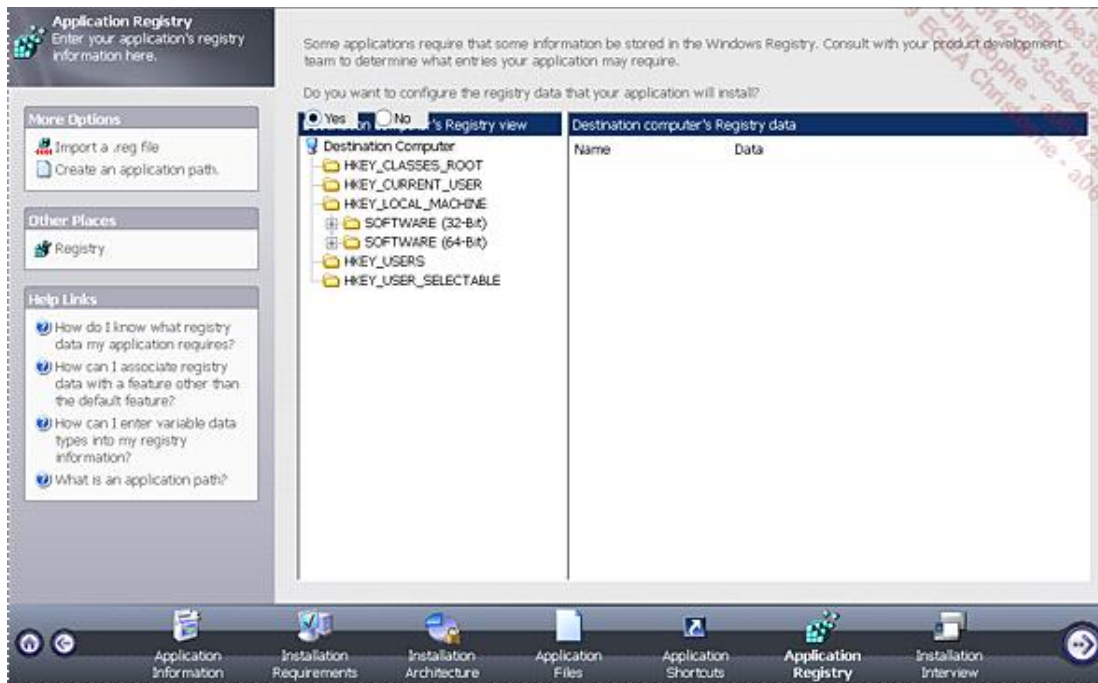 Application Registry
Enter your application's registry
information here.
Some applications require that some information be stored in the Windows Registry. Consult with your product development
team to determine what entries your application may require.
Do you want to configure the registry data that your application will install?
Yes
No
's Registry view
Destination computer's Registry data
More Options
Import a .reg file
Create an application path.
Other Places
Registry
Help Links
How do I know what registry
data my application requires?
How can I associate registry
data with a feature other than
the default feature?
How can I enter variable data
types into my registry
information?
What is an application path?
Destination Computer
HKEY_CLASSES_ROOT
HKEY_CURRENT_USER
HKEY_LOCAL_MACHINE
SOFTWARE (32-Bit)
SOFTWARE (64-Bit)
HKEY_USERS
HKEY_USER_SELECTABLE
Name
Data
Application
Information
Installation
Requirements
Installation
Architecture
Application
Files
Application
Shortcuts
Application
Registry
Installation
Interview
EGEA Christophe